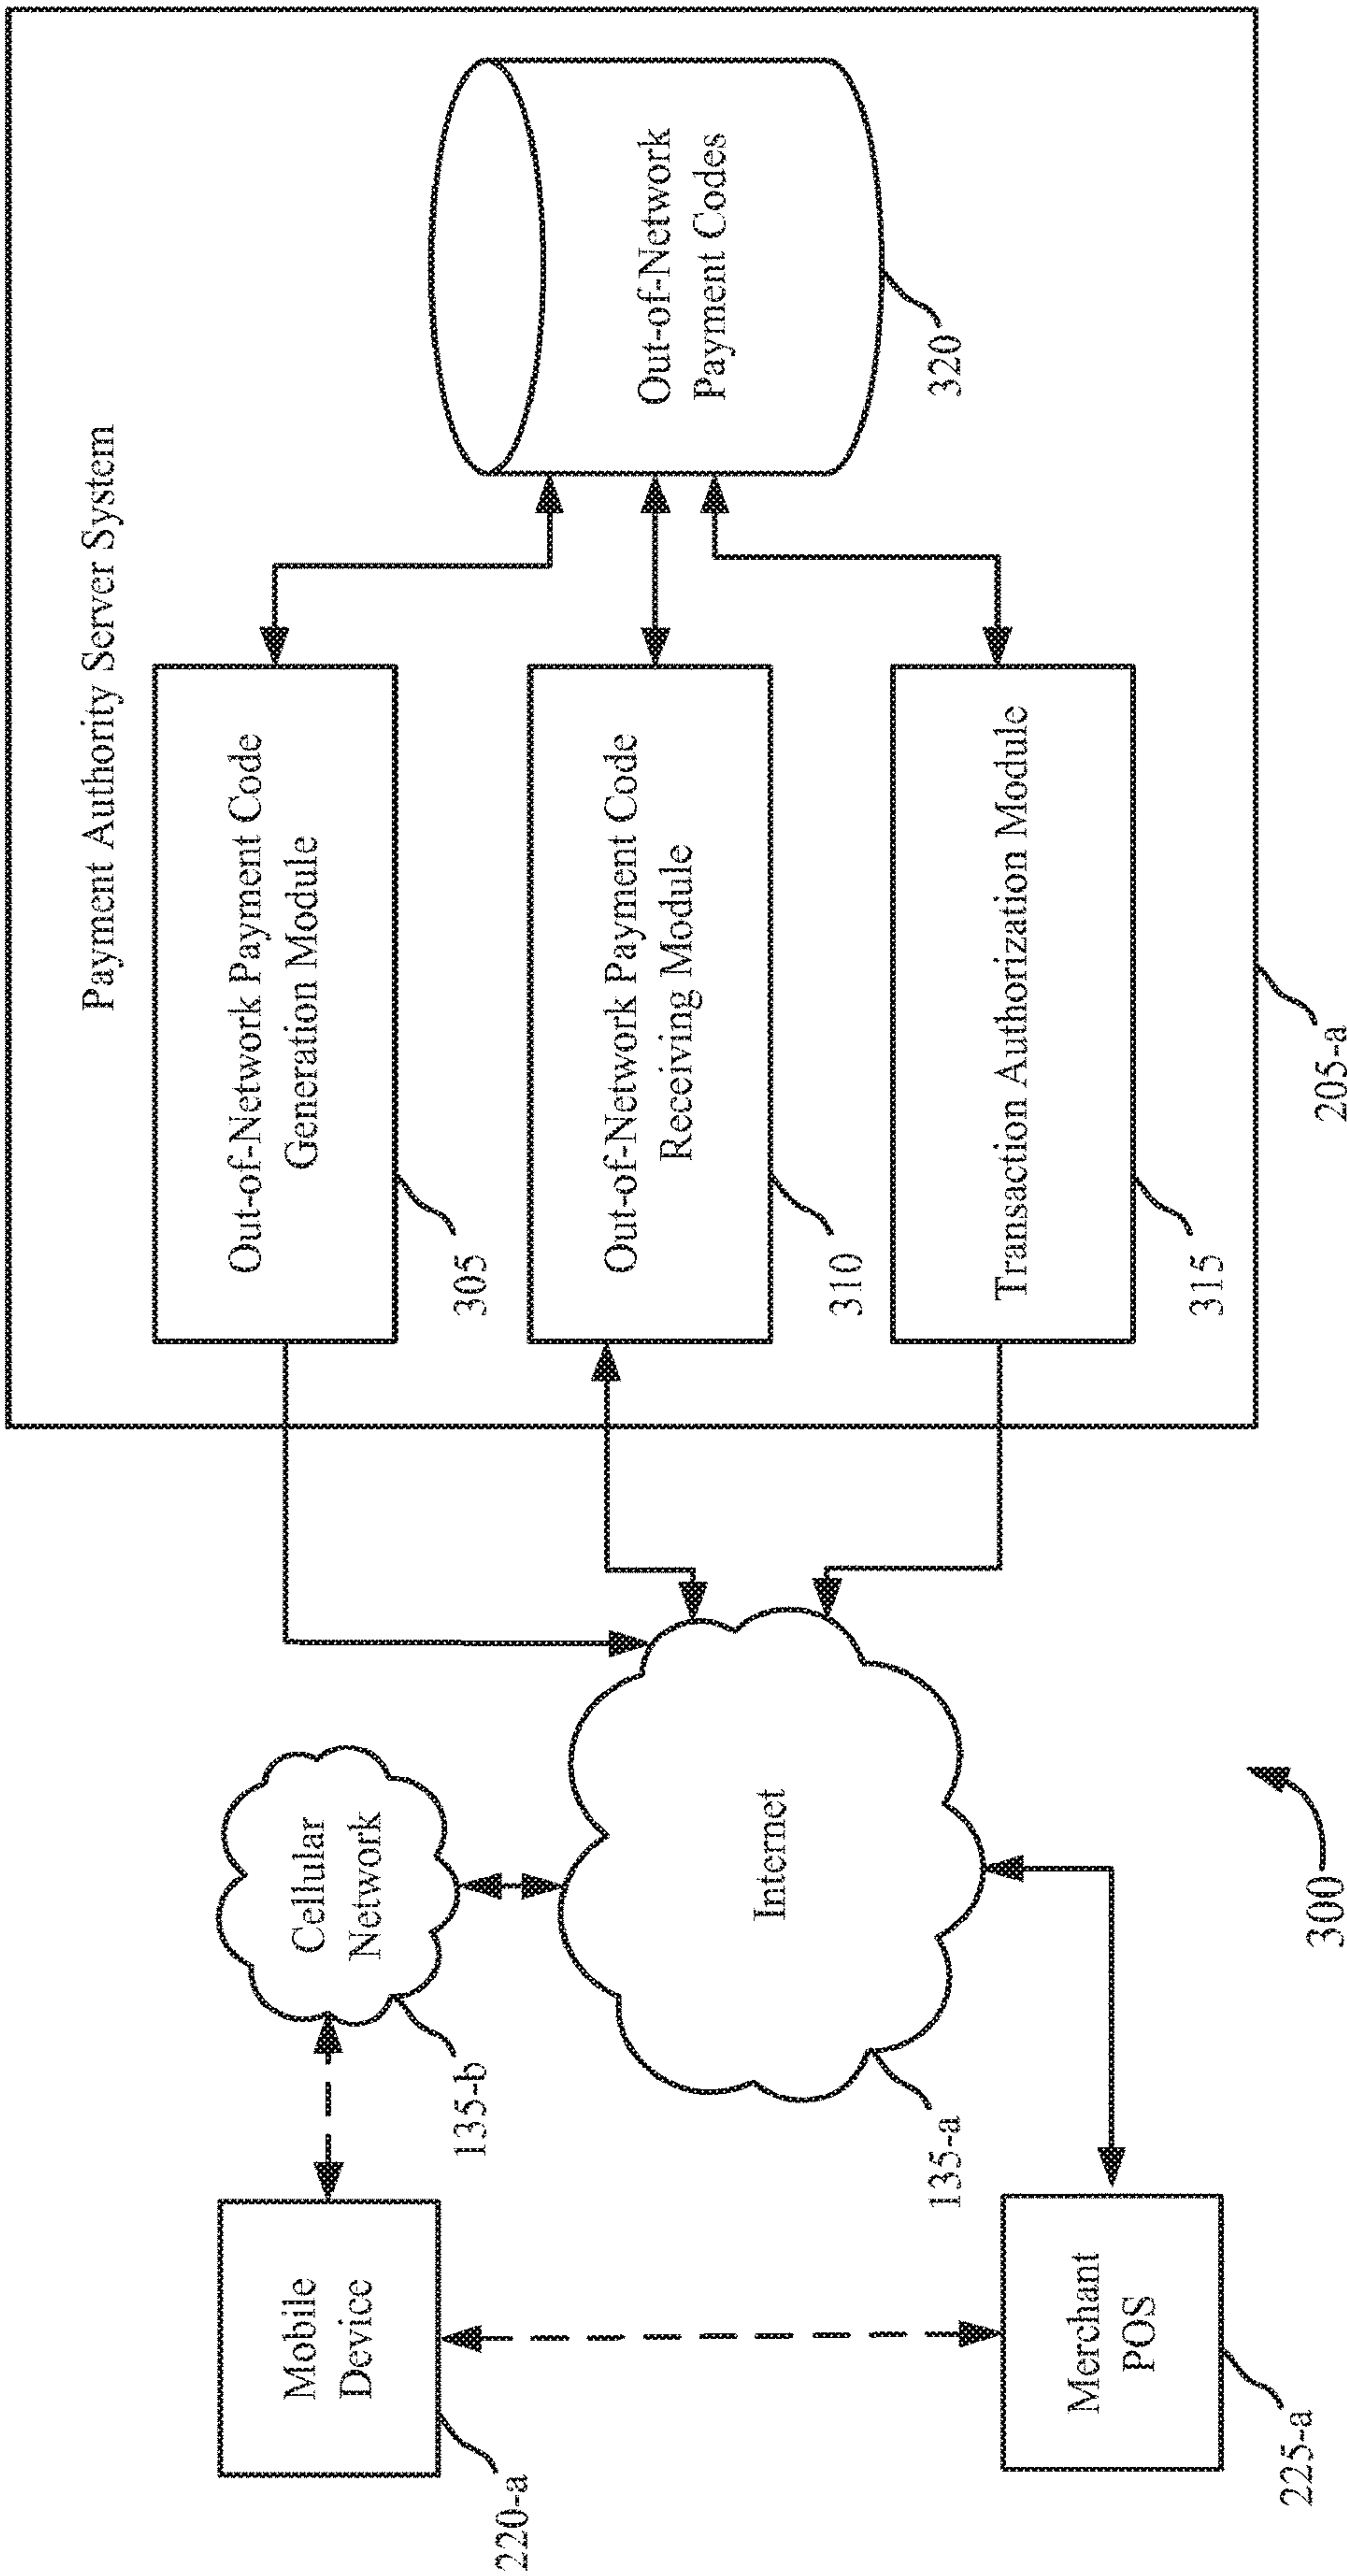 Payment Authority Server System
Mobile
Device
220-a
Cellular
Network
135-b
Out-of-Network Payment Code
Generation Module
305
Out-of-Network Payment Code
Receiving Module
310
Out-of-Network
Payment Codes
320
Internet
135-a
Merchant
POS
225-a
Transaction Authorization Module
315
205-a
300